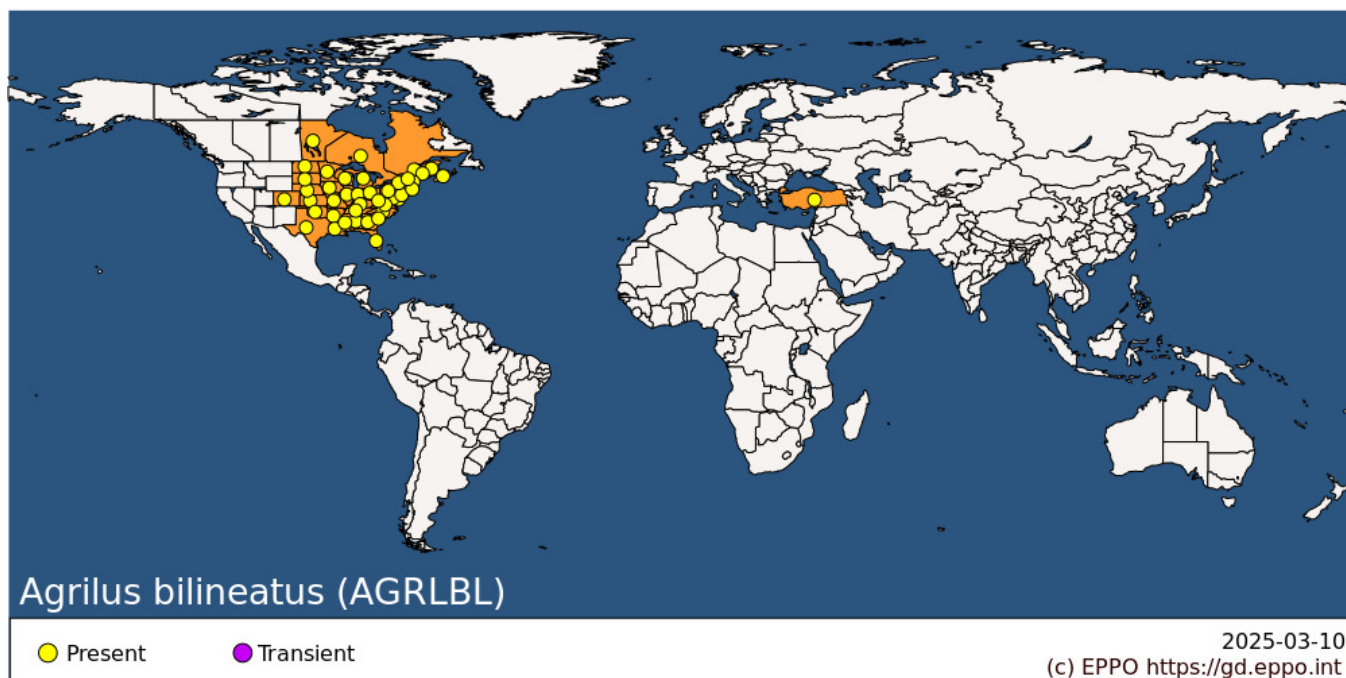 Agrilus bilineatus (AGRLBL)
Present
Transient
2025-03-10
(c) EPPO https://gd.eppo.int